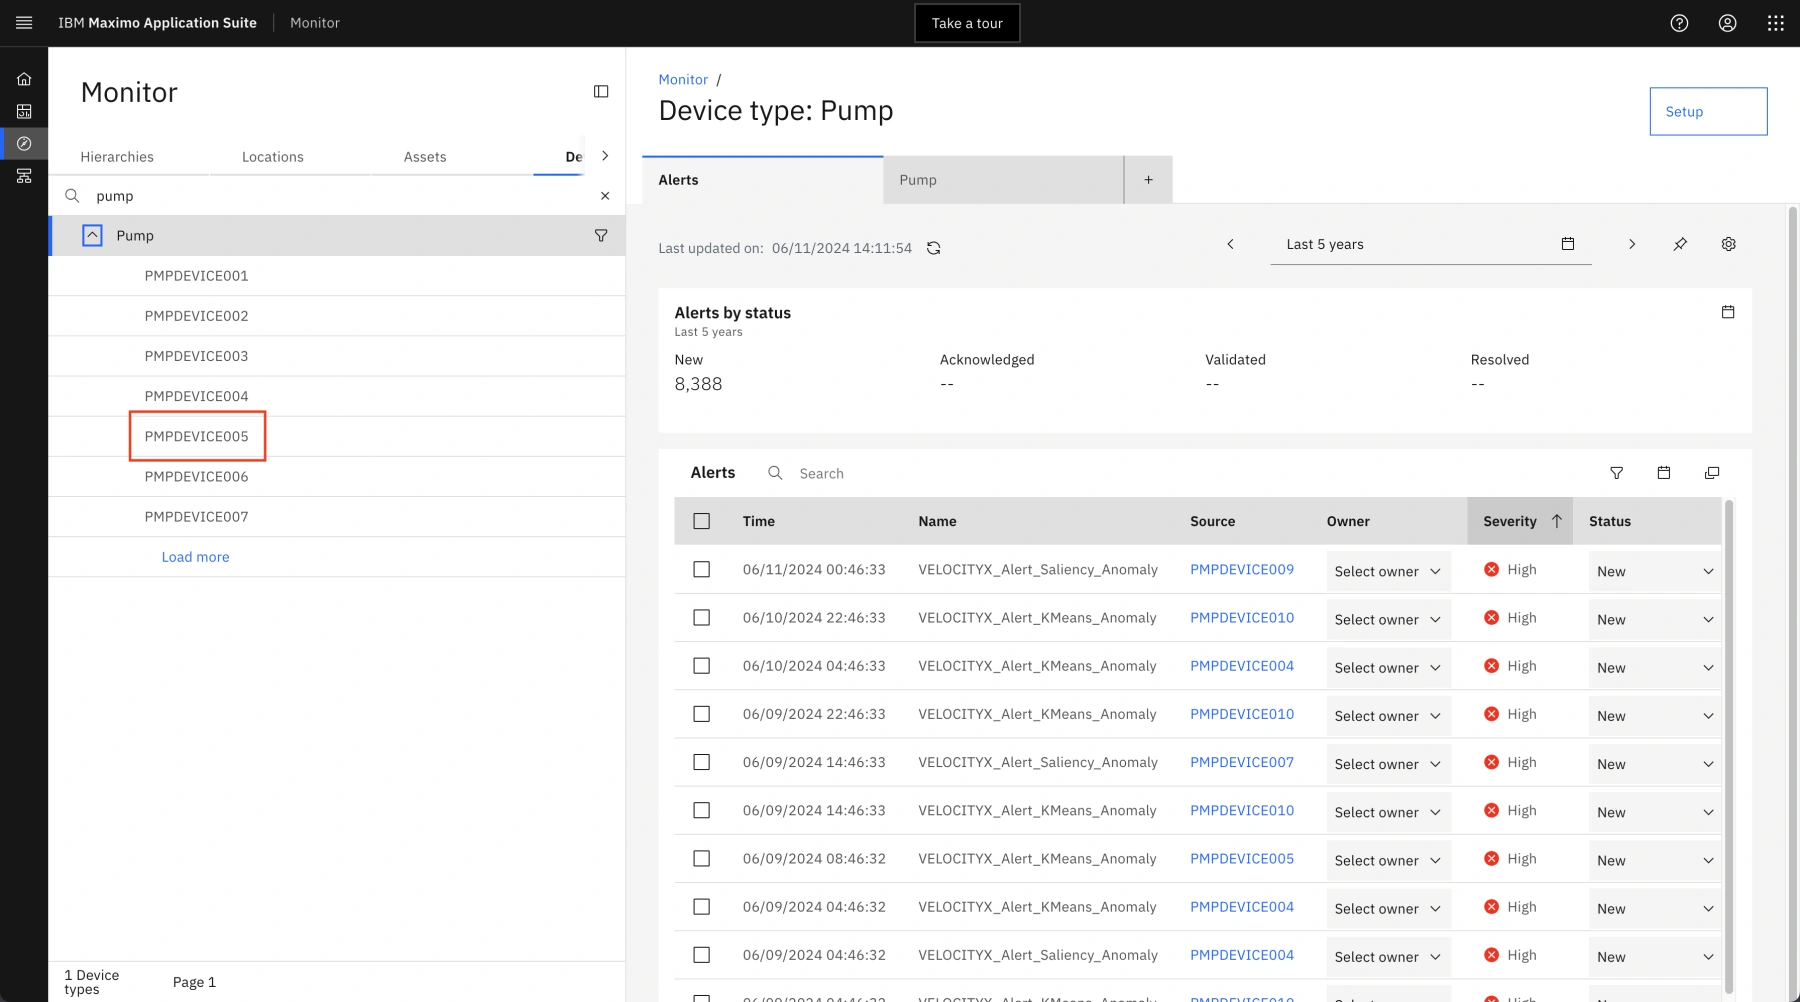 IBM Maximo Application Suite
Monitor
Take a tour
Monitor
Hierarchies Locations Assets De
pump
Pump
PMPDEVICE001
PMPDEVICE002
PMPDEVICE003
PMPDEVICE004
PMPDEVICE005
PMPDEVICE006
PMPDEVICE007
Load more
1 Device types
Page 1
Monitor /
Device type: Pump
Setup
Alerts Pump +
Last updated on: 06/11/2024 14:11:54
Last 5 years
Alerts by status
Last 5 years
New Acknowledged Validated Resolved
8,388 -- -- --
Alerts Search
Time Name Source Owner Severity Status
06/11/2024 00:46:33 VELOCITYX_Alert_Saliency_Anomaly PMPDEVICE009 Select owner High New
06/10/2024 22:46:33 VELOCITYX_Alert_KMeans_Anomaly PMPDEVICE010 Select owner High New
06/10/2024 04:46:33 VELOCITYX_Alert_KMeans_Anomaly PMPDEVICE004 Select owner High New
06/09/2024 22:46:33 VELOCITYX_Alert_KMeans_Anomaly PMPDEVICE010 Select owner High New
06/09/2024 14:46:33 VELOCITYX_Alert_Saliency_Anomaly PMPDEVICE007 Select owner High New
06/09/2024 14:46:33 VELOCITYX_Alert_KMeans_Anomaly PMPDEVICE010 Select owner High New
06/09/2024 08:46:32 VELOCITYX_Alert_KMeans_Anomaly PMPDEVICE005 Select owner High New
06/09/2024 04:46:32 VELOCITYX_Alert_KMeans_Anomaly PMPDEVICE004 Select owner High New
06/09/2024 04:46:32 VELOCITYX_Alert_Saliency_Anomaly PMPDEVICE004 Select owner High New